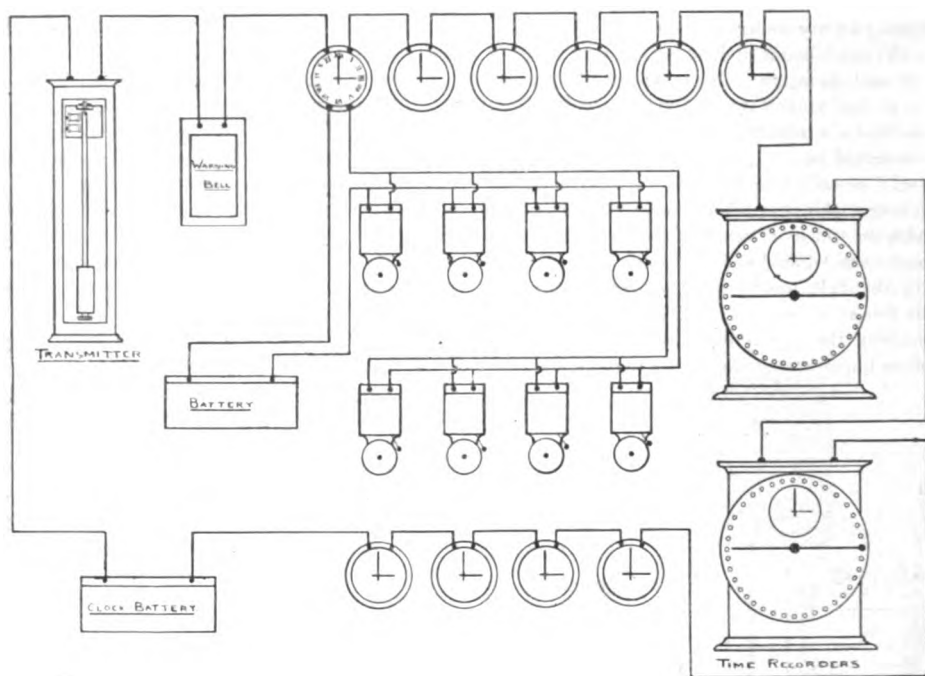 WARNING
BELL
TRANSMITTER
BATTERY
CLOCK BATTERY
TIME RECORDERS